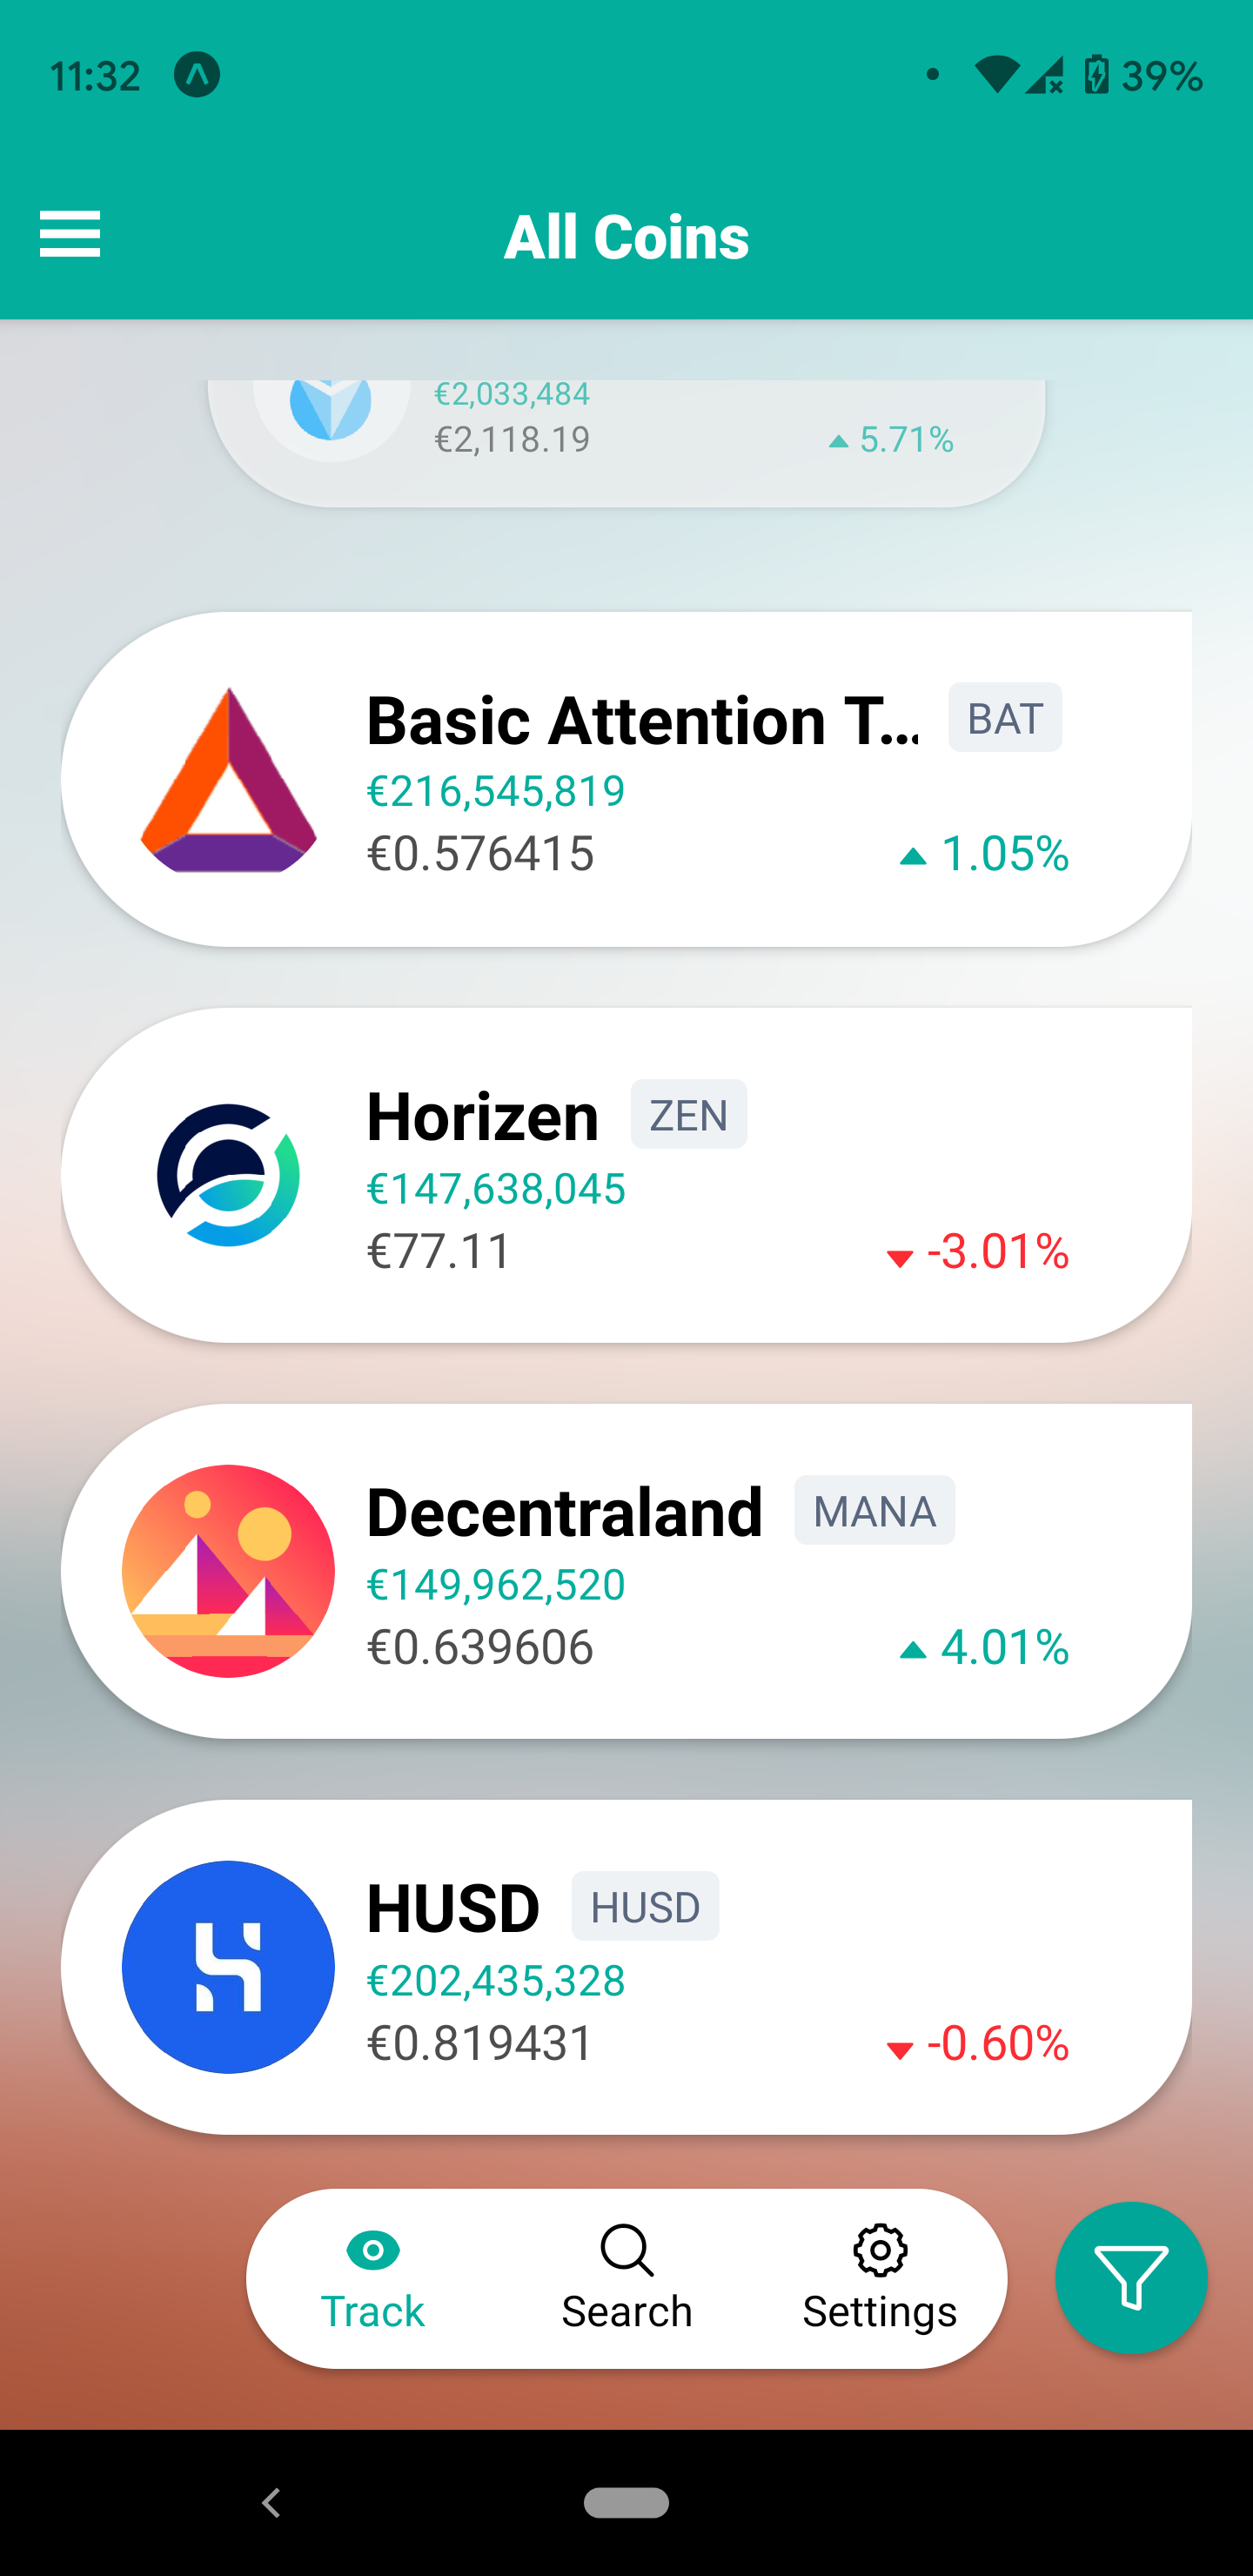 11:32
39%
All Coins
€2,033,484
€2,118.19 5.71%
Basic Attention T... BAT
€216,545,819
€0.576415 1.05%
Horizen ZEN
€147,638,045
€77.11 -3.01%
Decentraland MANA
€149,962,520
€0.639606 4.01%
HUSD HUSD
€202,435,328
€0.819431 -0.60%
Track Search Settings